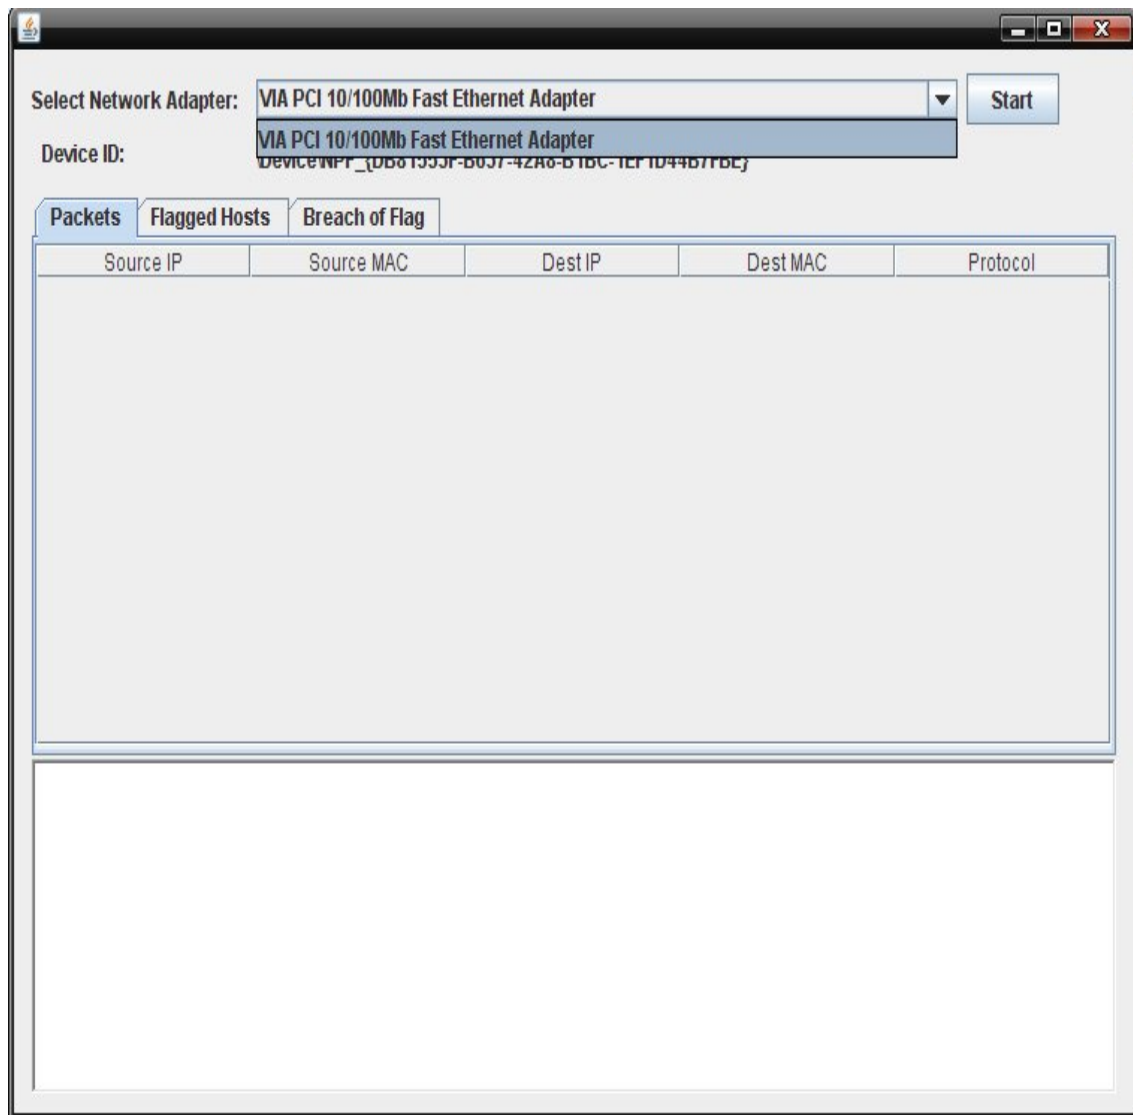 Select Network Adapter: VIA PCI 10/100Mb Fast Ethernet Adapter Start
VIA PCI 10/100Mb Fast Ethernet Adapter
Device ID:
Packets Flagged Hosts Breach of Flag
Source IP Source MAC Dest IP Dest MAC Protocol